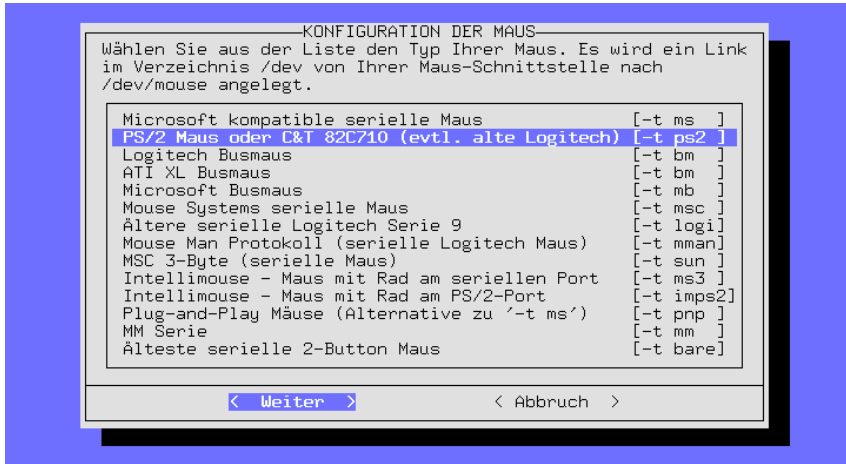 KONFIGURATION DER MAUS
Wählen Sie aus der Liste den Typ Ihrer Maus. Es wird ein Link
im Verzeichnis /dev von Ihrer Maus-Schnittstelle nach
/dev/mouse angelegt.
Microsoft kompatible serielle Maus [-t ms ]
PS/2 Maus oder C&T 82C710 (evtl. alte Logitech) [-t ps2 ]
Logitech Busmaus [-t bm ]
ATI XL Busmaus [-t bm ]
Microsoft Busmaus [-t mb ]
Mouse Systems serielle Maus [-t msc ]
Ältere serielle Logitech Serie 9 [-t logi]
Mouse Man Protokoll (serielle Logitech Maus) [-t mman]
MSC 3-Byte (serielle Maus) [-t sun ]
Intellimouse - Maus mit Rad am seriellen Port [-t ms3 ]
Intellimouse - Maus mit Rad am PS/2-Port [-t imps2]
Plug-and-Play Mäuse (Alternative zu '-t ms') [-t pnp ]
MM Serie [-t mm ]
Älteste serielle 2-Button Maus [-t bare]
< Weiter > < Abbruch >